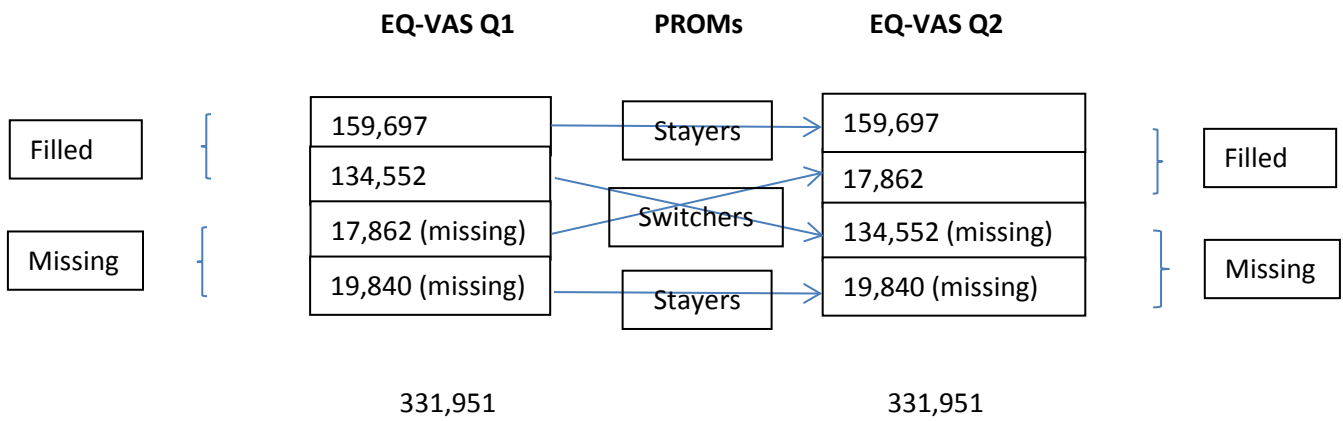 EQ-VAS Q1 PROMs EQ-VAS Q2
Filled
Missing
159,697
134,552
17,862 (missing)
19,840 (missing)
Stayers
Switchers
Stayers
159,697
17,862
134,552 (missing)
19,840 (missing)
Filled
Missing
331,951 331,951